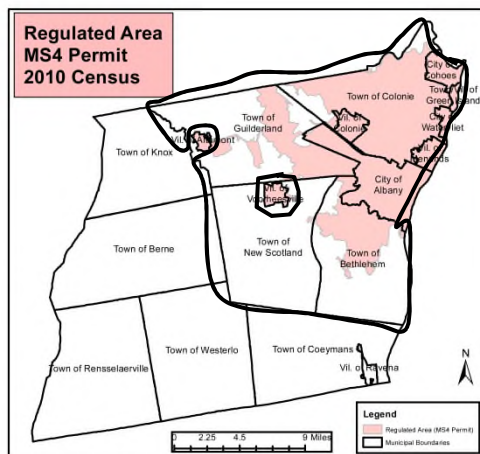 Regulated Area
MS4 Permit
2010 Census
City of
Cohoes
Town of Colonie
Town/Vil. of
Green Island
Vil. of
Colonie
City of
Watervliet
Town of
Guilderland
Vil. of
Menands
Vil. of Altamont
Town of Knox
City of
Albany
Vil. of
Voorheesville
Town of Berne
Town of
New Scotland
Town of
Bethlehem
Town of Rensselaerville
Town of Westerlo
Town of Coeymans
Vil. of Ravena
N
0 2.25 4.5 9 Miles
Legend
Regulated Area (MS4 Permit)
Municipal Boundaries